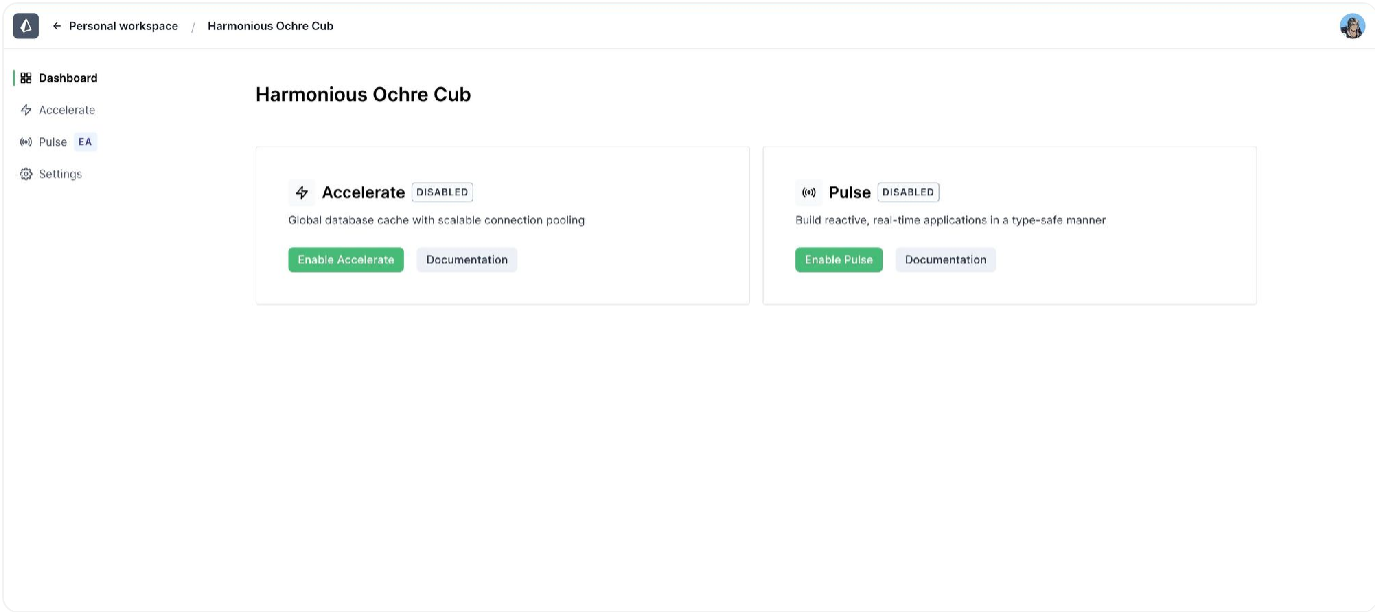 Personal workspace / Harmonious Ochre Cub
Dashboard
Accelerate
Pulse EA
Settings
Harmonious Ochre Cub
Accelerate DISABLED
Global database cache with scalable connection pooling
Enable Accelerate Documentation
Pulse DISABLED
Build reactive, real-time applications in a type-safe manner
Enable Pulse Documentation